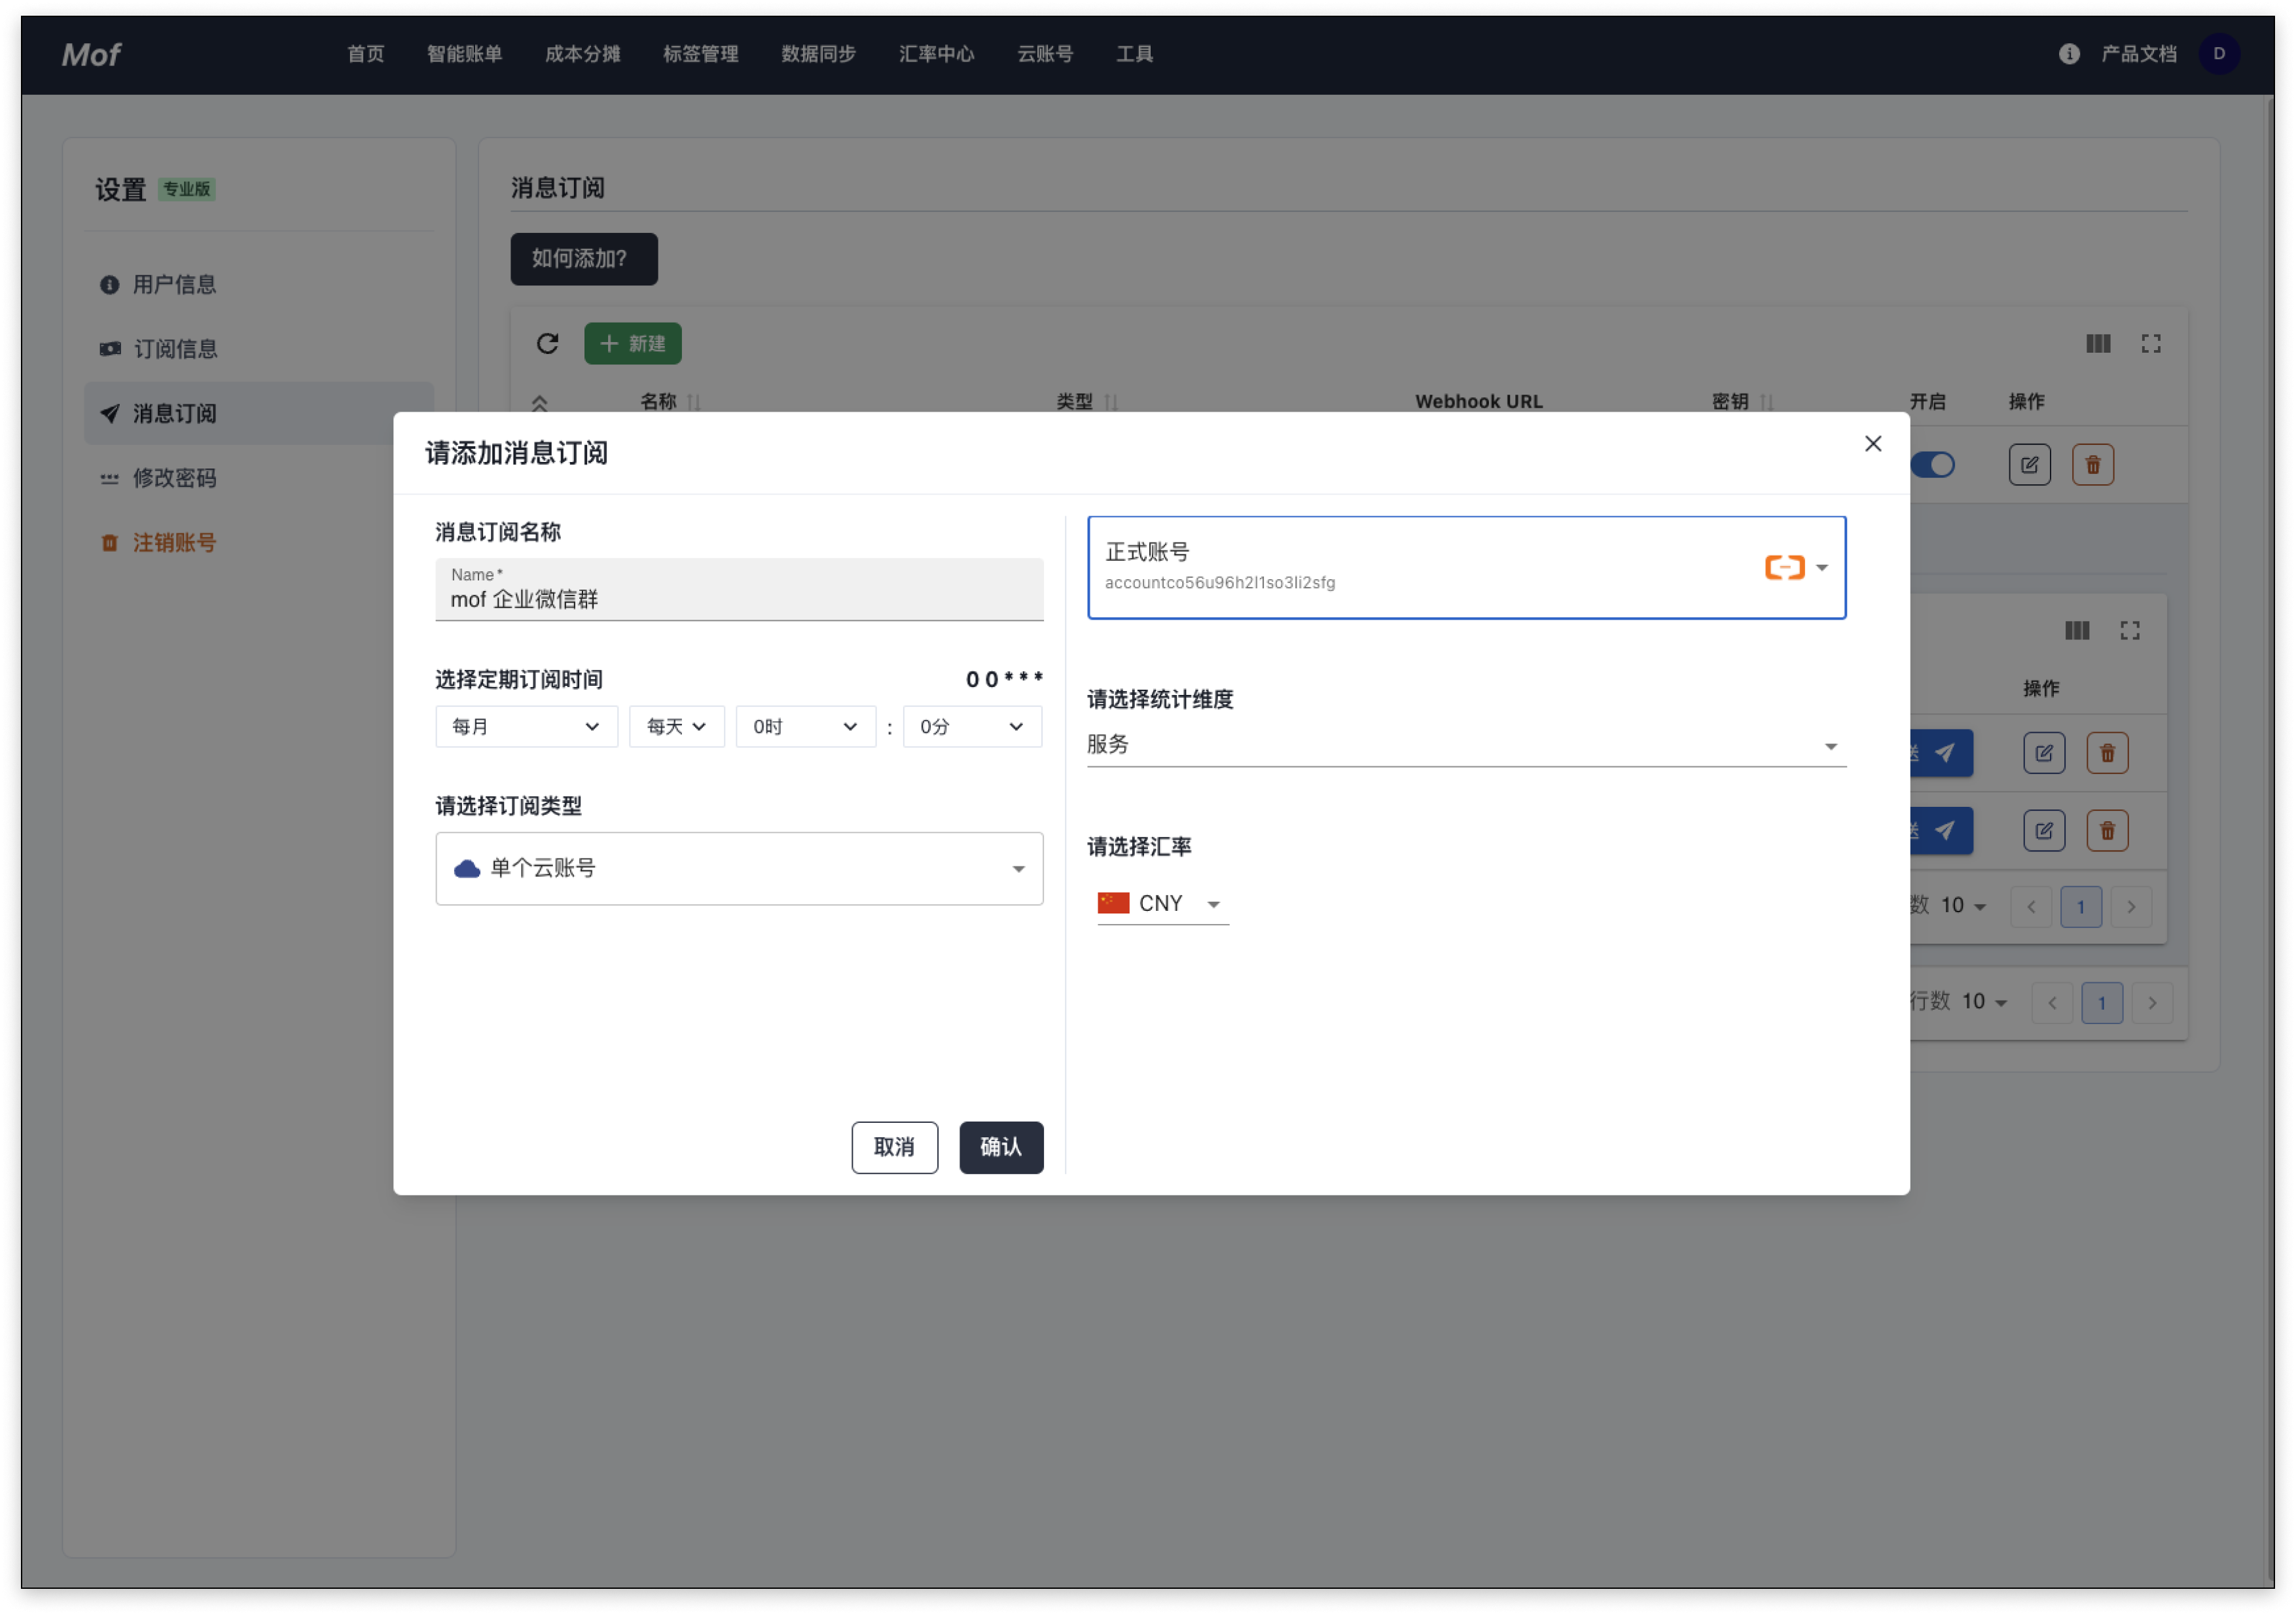 Mof 首页 智能账单 成本分摊 标签管理 数据同步 汇率中心 云账号 工具 产品文档 D
设置 专业版
用户信息
订阅信息
消息订阅
修改密码
注销账号
消息订阅
如何添加?
新建
名称 类型 Webhook URL 密钥 开启 操作
请添加消息订阅
消息订阅名称
Name *
mof 企业微信群
选择定期订阅时间 0 0 * * *
每月 每天 0时 : 0分
请选择订阅类型
单个云账号
取消 确认
正式账号
accountco56u96h2l1so3li2sfg
请选择统计维度
服务
请选择汇率
CNY
操作
数 10 1
行数 10 1